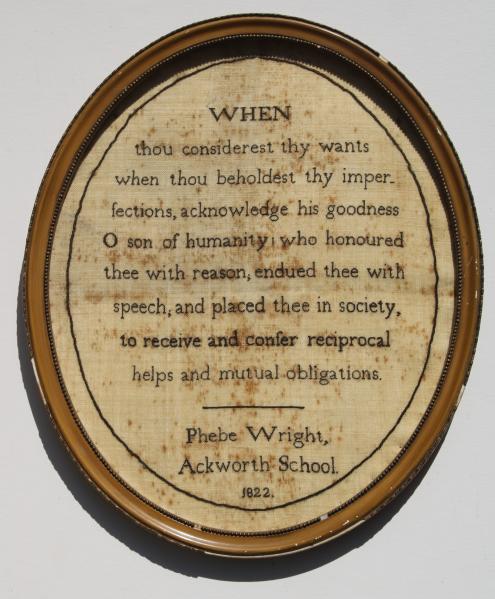 WHEN
thou considerest thy wants
when thou beholdest thy imper-
fections, acknowledge his goodness
O son of humanity; who honoured
thee with reason, endued thee with
speech, and placed thee in society,
to receive and confer reciprocal
helps and mutual obligations.
Phebe Wright,
Ackworth School.
1822.